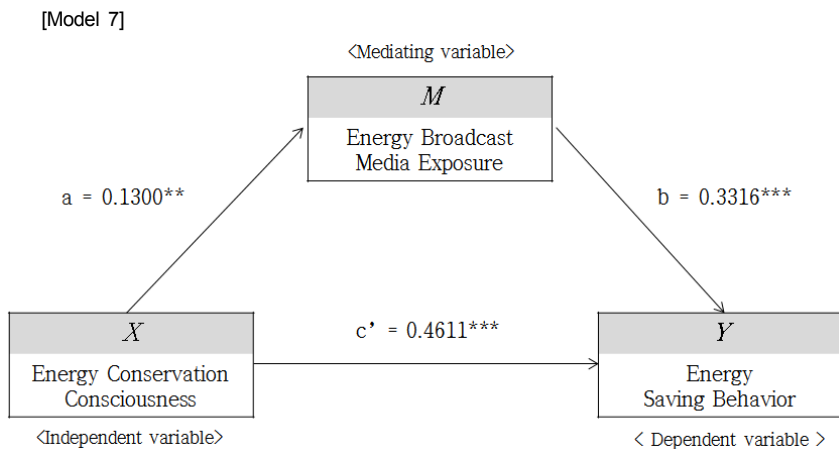 [Model 7]
<Mediating variable>
M
Energy Broadcast
Media Exposure
a = 0.1300**
b = 0.3316***
X
Energy Conservation
Consciousness
<Independent variable>
c’ = 0.4611***
Y
Energy
Saving Behavior
< Dependent variable >